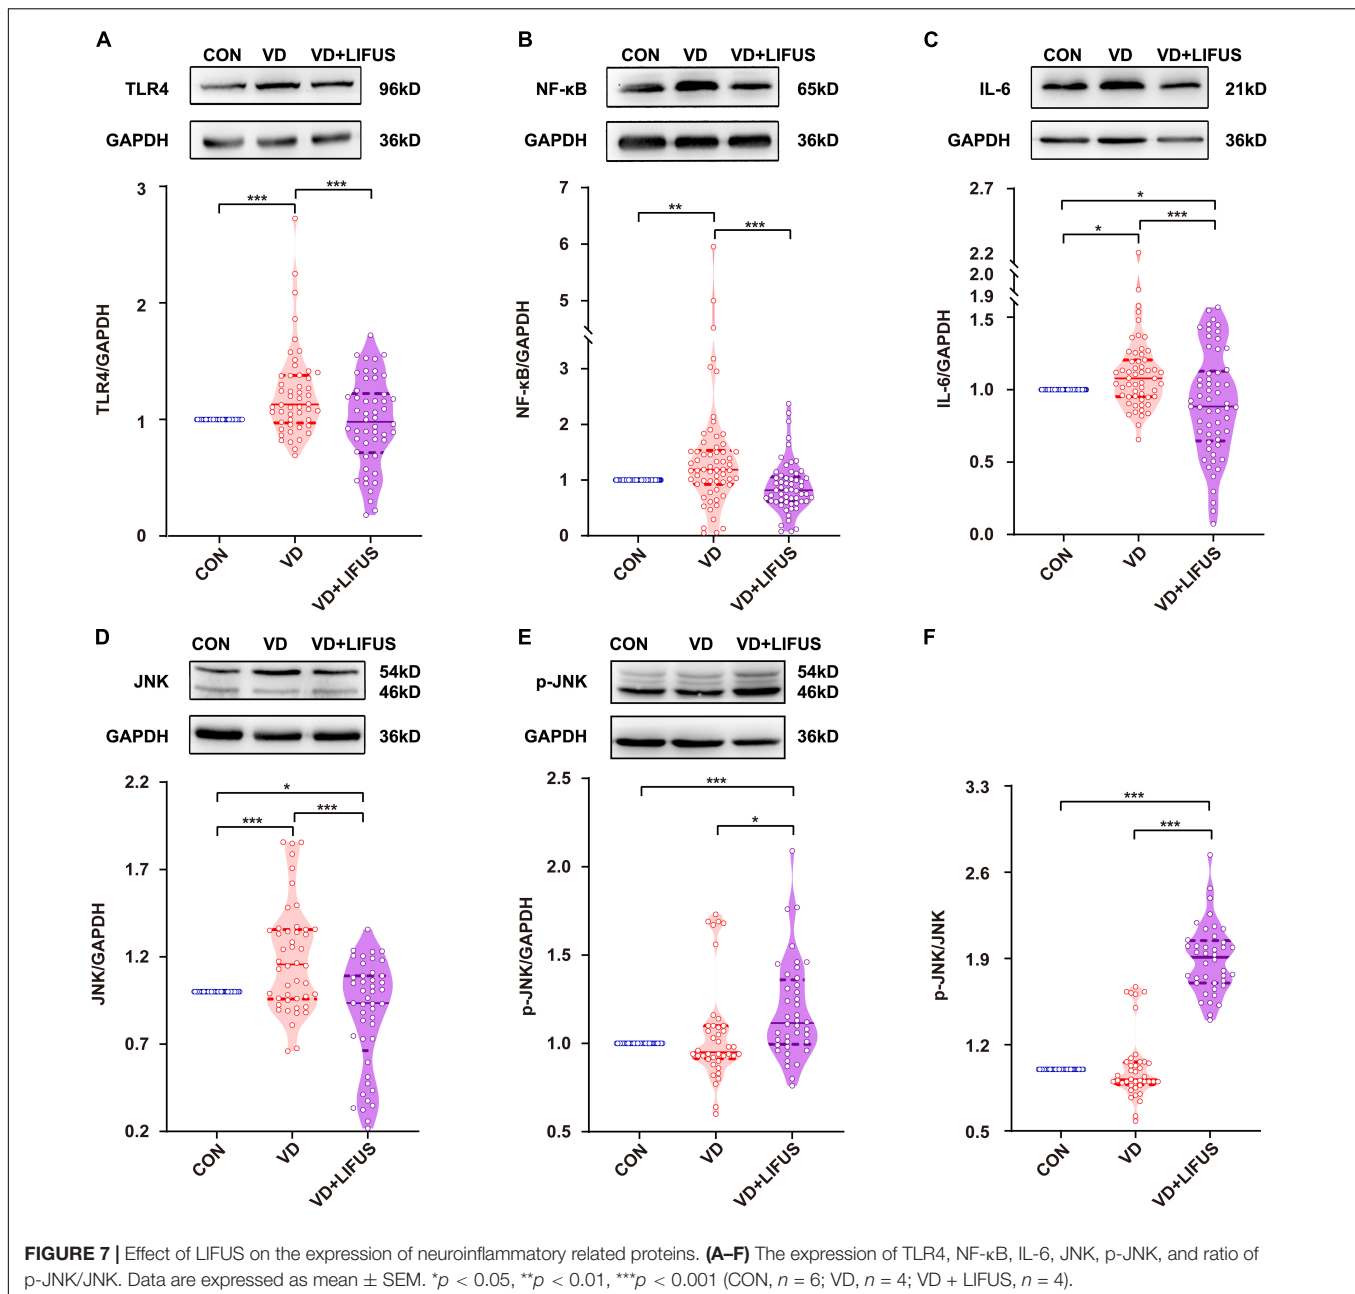 A
CON VD VD+LIFUS
TLR4 96kD
GAPDH 36kD
3
2
1
0
TLR4/GAPDH
***
***
CON
VD
VD+LIFUS
B
CON VD VD+LIFUS
NF-κB 65kD
GAPDH 36kD
7
6
5
3
2
1
0
NF-κB/GAPDH
**
***
CON
VD
VD+LIFUS
C
CON VD VD+LIFUS
IL-6 21kD
GAPDH 36kD
2.7
2.2
2.0
1.9
1.5
1.0
0.5
0.0
IL-6/GAPDH
*
***
*
CON
VD
VD+LIFUS
D
CON VD VD+LIFUS
JNK 54kD
46kD
GAPDH 36kD
2.2
1.7
1.2
0.7
0.2
JNK/GAPDH
*
***
***
CON
VD
VD+LIFUS
E
CON VD VD+LIFUS
p-JNK 54kD
46kD
GAPDH 36kD
2.5
2.0
1.5
1.0
0.5
p-JNK/GAPDH
***
*
CON
VD
VD+LIFUS
F
3.3
2.6
1.9
1.2
0.5
p-JNK/JNK
***
***
CON
VD
VD+LIFUS
FIGURE 7 | Effect of LIFUS on the expression of neuroinflammatory related proteins. (A–F) The expression of TLR4, NF-κB, IL-6, JNK, p-JNK, and ratio of
p-JNK/JNK. Data are expressed as mean ± SEM. *p < 0.05, **p < 0.01, ***p < 0.001 (CON, n = 6; VD, n = 4; VD + LIFUS, n = 4).